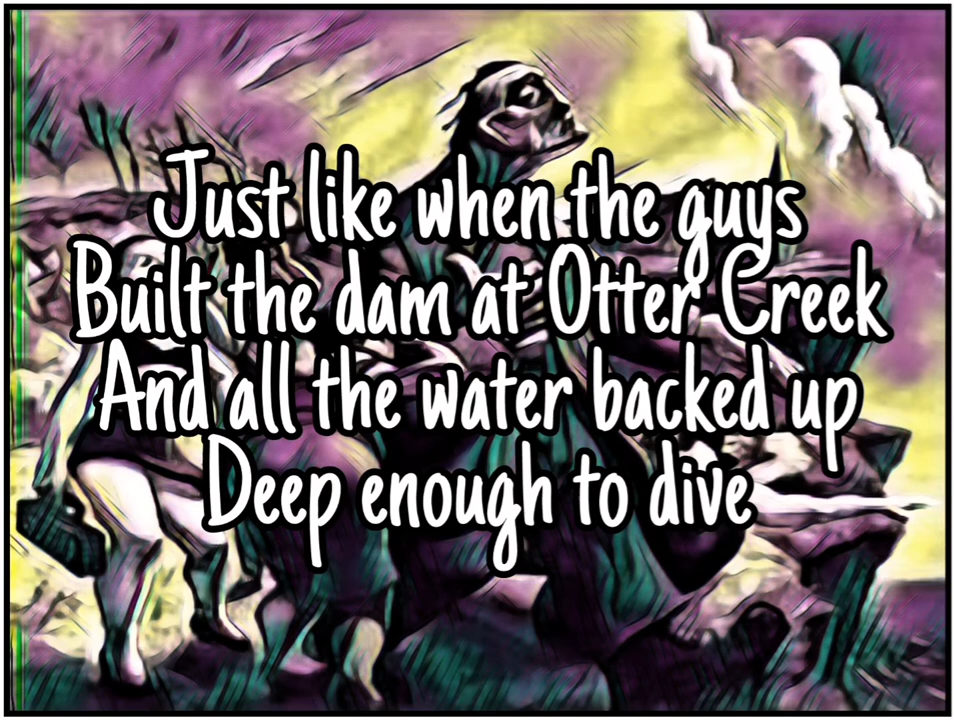 Just like when the guys
Built the dam at Otter Creek
And all the water backed up
Deep enough to dive